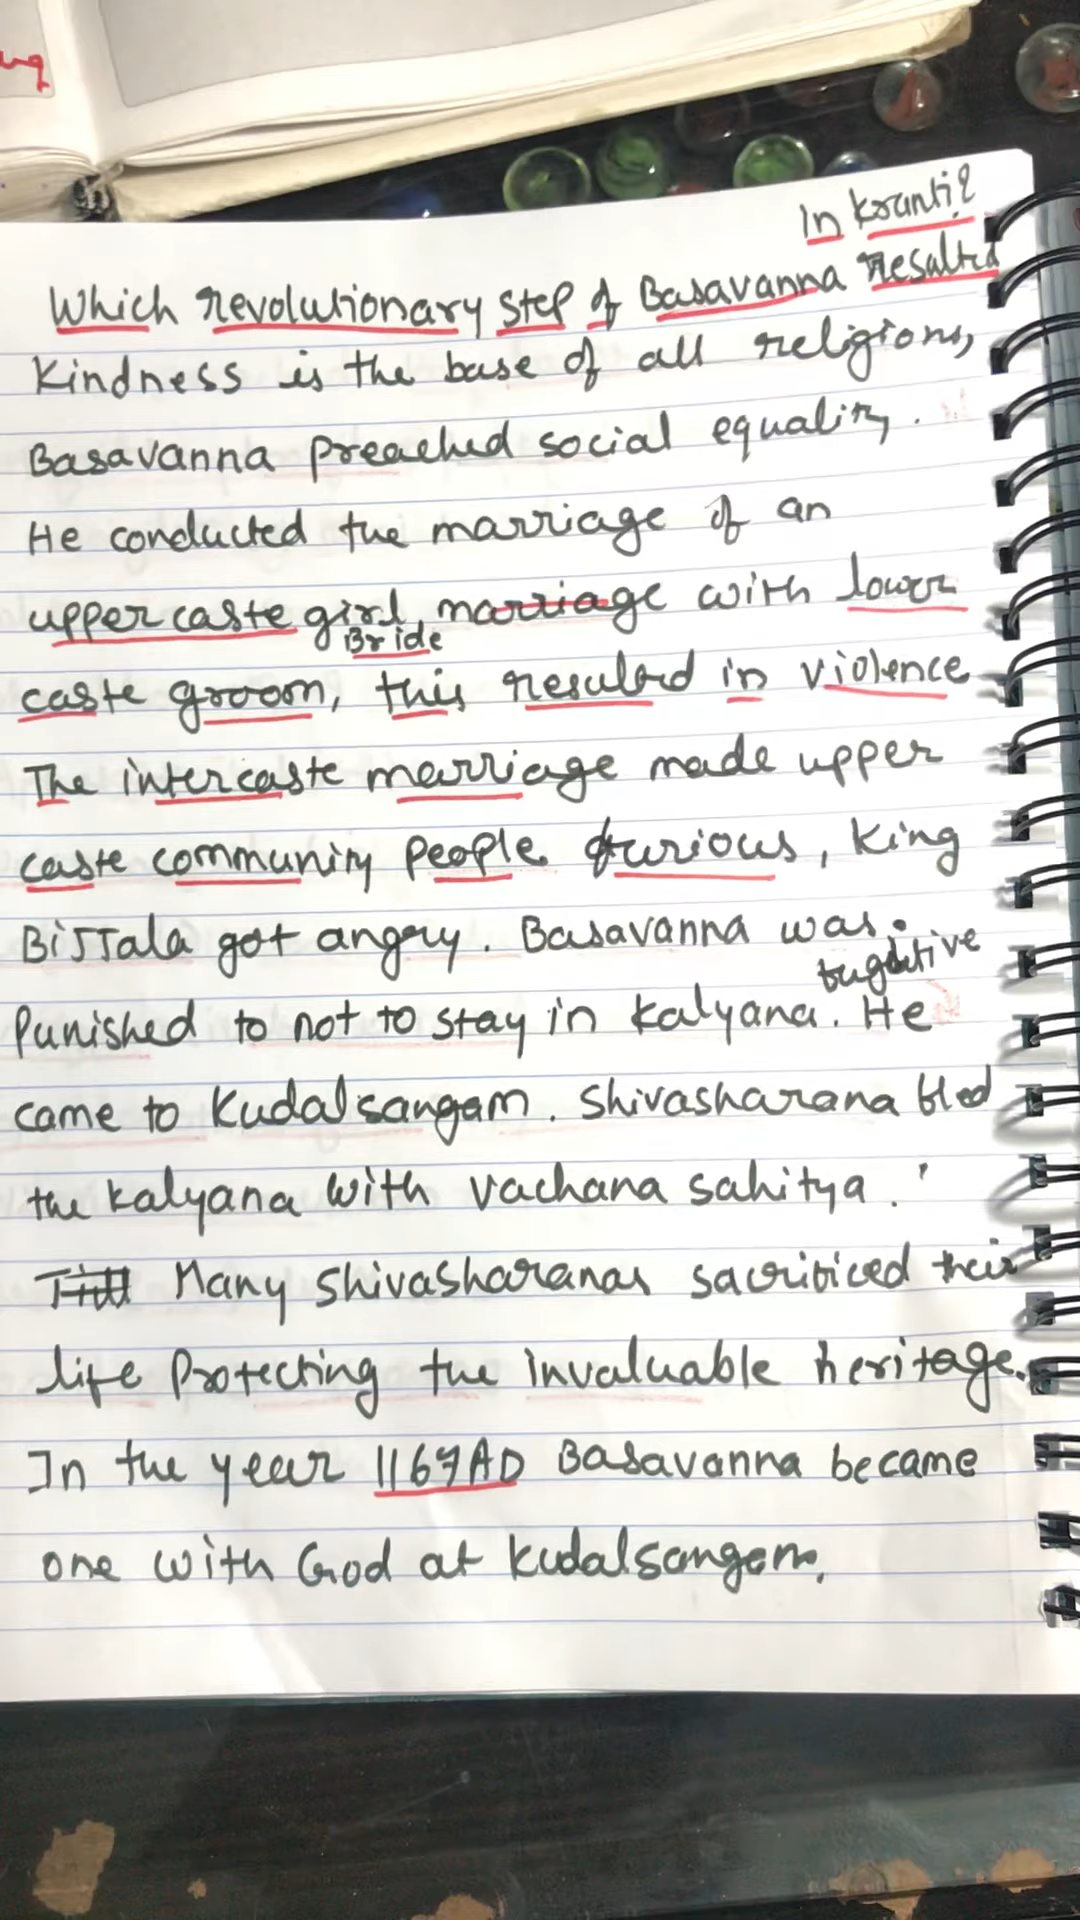 ng
In Kranti?
Which revolutionary step of Basavanna resulted
Kindness is the base of all religions,
Basavanna preached social equality.
He conducted the marriage of an
upper caste girl marriage with lower
Bride
caste groom, this resulted in violence
The intercaste marriage made upper
caste community people furious, King
Bijjala got angry. Basavanna was
fugitive
Punished to not to stay in Kalyana. He
came to Kudalsangam. Shivasharana fled
the Kalyana with Vachana sahitya.
Many Shivasharanas sacrificed their
life Protecting the invaluable heritage.
In the year 1167AD Basavanna became
one with God at Kudalsangam.